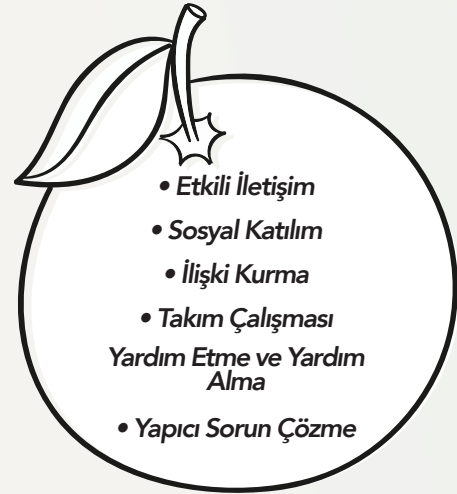 • Etkili İletişim
• Sosyal Katılım
• İlişki Kurma
• Takım Çalışması
Yardım Etme ve Yardım
Alma
• Yapıcı Sorun Çözme